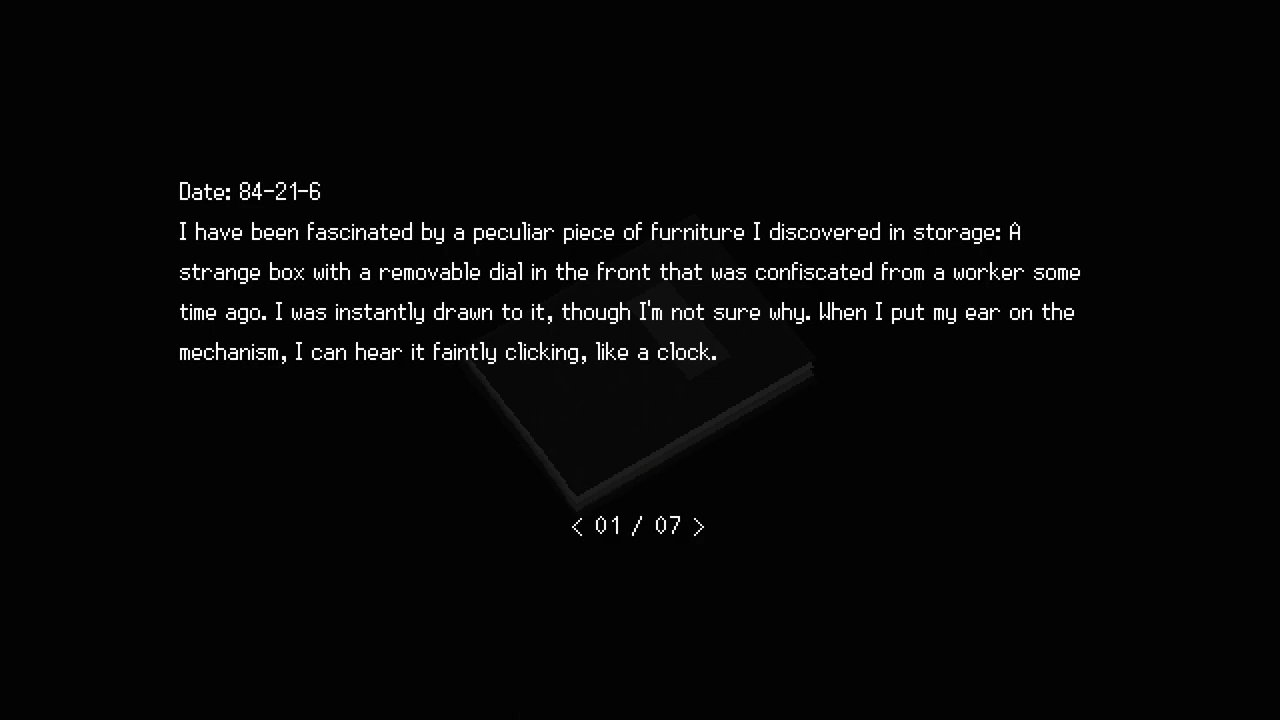 Date: 84-21-6
I have been fascinated by a peculiar piece of furniture I discovered in storage: A
strange box with a removable dial in the front that was confiscated from a worker some
time ago. I was instantly drawn to it, though I'm not sure why. When I put my ear on the
mechanism, I can hear it faintly clicking, like a clock.
< 01 / 07 >